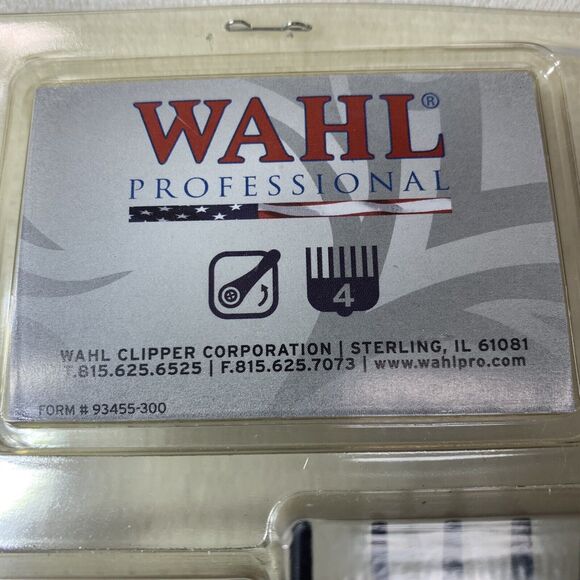 WAHL®
PROFESSIONAL
4
WAHL CLIPPER CORPORATION | STERLING, IL 61081
T.815.625.6525 | F.815.625.7073 | www.wahlpro.com
FORM # 93455-300